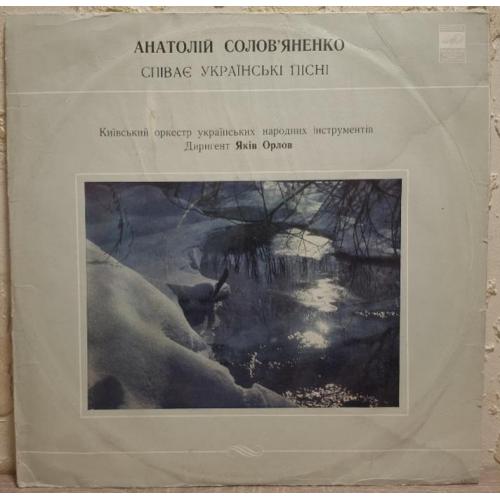 АНАТОЛІЙ СОЛОВ'ЯНЕНКО
СПІВАЄ УКРАЇНСЬКІ ПІСНІ
Київський оркестр українських народних інструментів
Диригент Яків Орлов